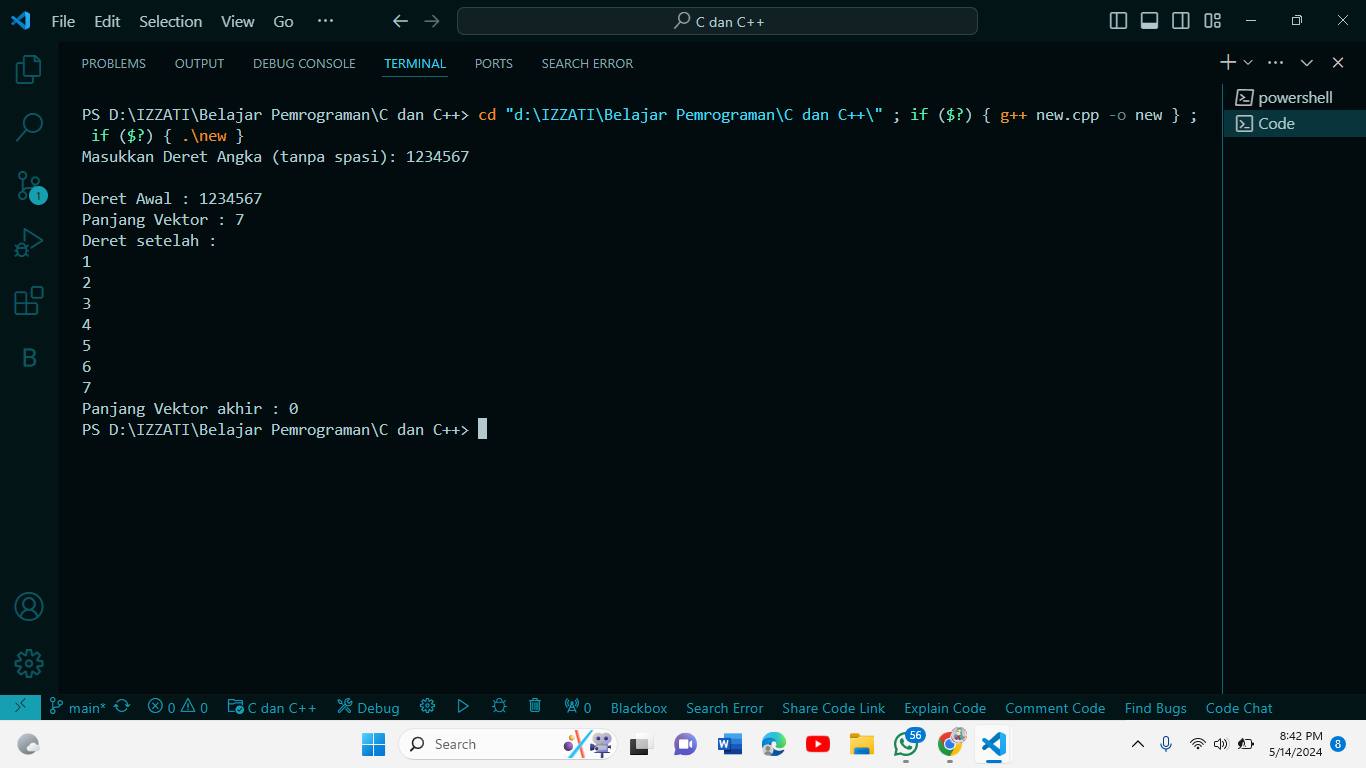 File Edit Selection View Go ··· C dan C++
PROBLEMS OUTPUT DEBUG CONSOLE TERMINAL PORTS SEARCH ERROR
powershell
Code
PS D:\IZZATI\Belajar Pemrograman\C dan C++> cd "d:\IZZATI\Belajar Pemrograman\C dan C++\" ; if ($?) { g++ new.cpp -o new } ;
if ($?) { .\new }
Masukkan Deret Angka (tanpa spasi): 1234567
Deret Awal : 1234567
Panjang Vektor : 7
Deret setelah :
1
2
3
4
5
6
7
Panjang Vektor akhir : 0
PS D:\IZZATI\Belajar Pemrograman\C dan C++>
1
B
main* 0 0 C dan C++ Debug 0 Blackbox Search Error Share Code Link Explain Code Comment Code Find Bugs Code Chat
Search 56 8:42 PM
5/14/2024 8